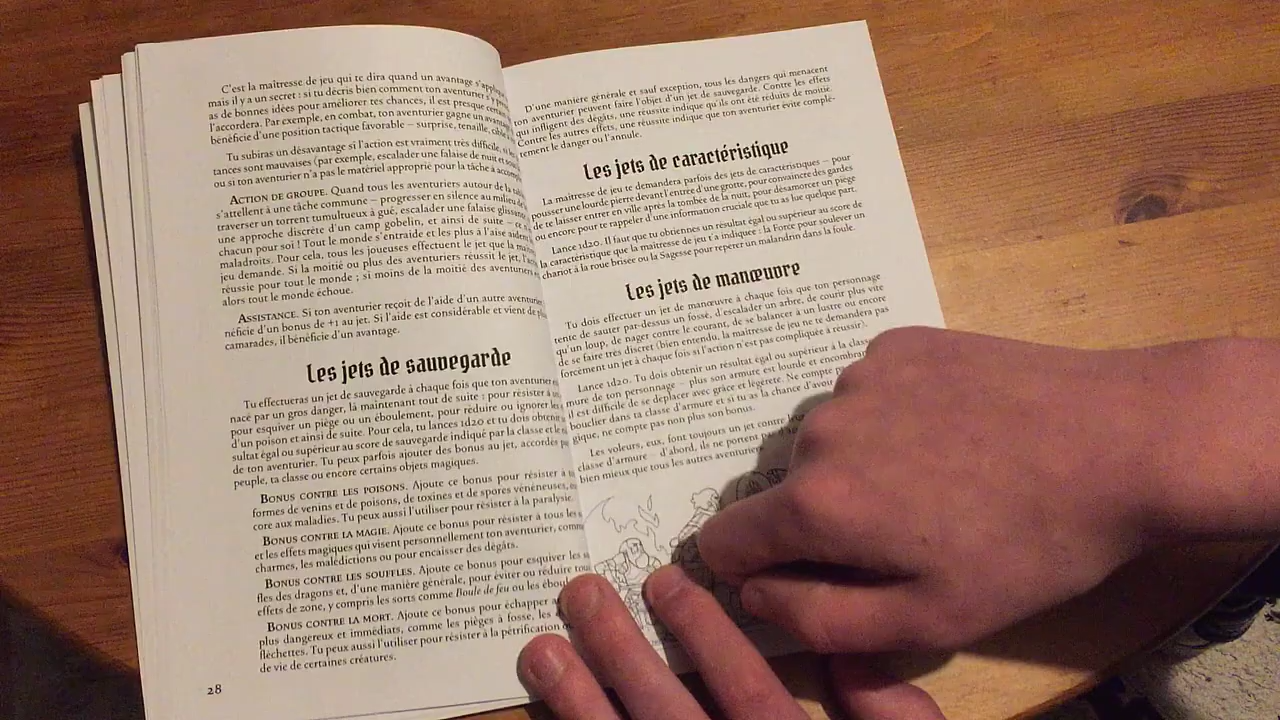 C'est la maîtresse de jeu qui te dira quand un avantage s'applique
mais il y a un secret : si tu décris bien comment ton aventurier s'y prend
as de bonnes idées pour améliorer tes chances, il est presque certain
l'accordera. Par exemple, en combat, ton aventurier gagne un avantage
bénéficie d'une position tactique favorable – surprise, tenaille,
Tu subiras un désavantage si l'action est vraiment très difficile, si les
tances sont mauvaises (par exemple, escalader une falaise de nuit et
ou si ton aventurier n'a pas le matériel approprié pour la tâche à
ACTION DE GROUPE. Quand tous les aventuriers autour de la
s'attellent à une tâche commune – progresser en silence au milieu
traverser un torrent tumultueux à gué, escalader une falaise
une approche discrète d'un camp gobelin, et ainsi de suite –
chacun pour soi ! Tout le monde s'entraide et les plus à l'aise aident
maladroits. Pour cela, tous les joueuses effectuent le jet que la
jeu demande. Si la moitié ou plus des aventuriers réussit le jet,
réussie pour tout le monde ; si moins de la moitié des aventuriers
alors tout le monde échoue.
ASSISTANCE. Si ton aventurier reçoit de l'aide d'un autre
néficie d'un bonus de +1 au jet. Si l'aide est considérable et vient de
camarades, il bénéficie d'un avantage.
Les jets de sauvegarde
Tu effectueras un jet de sauvegarde à chaque fois que ton aventurier
nacé par un gros danger, là maintenant tout de suite : pour résister à
pour esquiver un piège ou un éboulement, pour réduire ou ignorer les
d'un poison et ainsi de suite. Pour cela, tu lances 1d20 et tu dois
sultat égal ou supérieur au score de sauvegarde indiqué par la classe et le
de ton aventurier. Tu peux parfois ajouter des bonus au jet, accordés
peuple, ta classe ou encore certains objets magiques.
BONUS CONTRE LES POISONS. Ajoute ce bonus pour résister à
formes de venins et de poisons, de toxines et de spores vénéneuses,
core aux maladies. Tu peux aussi l'utiliser pour résister à la paralysie.
BONUS CONTRE LA MAGIE. Ajoute ce bonus pour résister à tous les
et les effets magiques qui visent personnellement ton aventurier,
charmes, les malédictions ou pour encaisser des dégâts.
BONUS CONTRE LES SOUFFLES. Ajoute ce bonus pour esquiver les
fles des dragons et, d'une manière générale, pour éviter ou réduire
effets de zone, y compris les sorts comme Boule de feu ou les
BONUS CONTRE LA MORT. Ajoute ce bonus pour échapper
plus dangereux et immédiats, comme les pièges à fosse, les
fléchettes. Tu peux aussi l'utiliser pour résister à la pétrification
de vie de certaines créatures.
28
D'une manière générale et sauf exception, tous les dangers qui menacent
ton aventurier peuvent faire l'objet d'un jet de sauvegarde. Contre les effets
qui infligent des dégâts, une réussite indique qu'ils ont été réduits de moitié.
Contre les autres effets, une réussite indique que ton aventurier évite complè-
tement le danger ou l'annule.
Les jets de caractéristique
La maîtresse de jeu te demandera parfois des jets de caractéristiques – pour
pousser une lourde pierre devant l'entrée d'une grotte, pour convaincre des gardes
de te laisser entrer en ville après la tombée de la nuit, pour désamorcer un piège
ou encore pour te rappeler d'une information cruciale que tu as lue quelque part.
Lance 1d20. Il faut que tu obtiennes un résultat égal ou supérieur au score de
la caractéristique que la maîtresse de jeu t'a indiquée : la Force pour soulever un
chariot à la roue brisée ou la Sagesse pour repérer un malandrin dans la foule.
Les jets de manœuvre
Tu dois effectuer un jet de manœuvre à chaque fois que ton personnage
tente de sauter par-dessus un fossé, d'escalader un arbre, de courir plus vite
qu'un loup, de nager contre le courant, de se balancer à un lustre ou encore
de se faire très discret (bien entendu, la maîtresse de jeu ne te demandera pas
forcément un jet à chaque fois si l'action n'est pas compliquée à réussir).
Lance 1d20. Tu dois obtenir un résultat égal ou supérieur à la classe
mure de ton personnage – plus son armure est lourde et
il est difficile de se déplacer avec grâce et légèreté. Ne compte
bouclier dans ta classe d'armure et si tu as la chance d'avoir
gique, ne compte pas non plus son bonus.
Les voleurs, eux, font toujours un jet contre leur
classe d'armure – d'abord, ils ne portent
bien mieux que tous les autres aventuriers